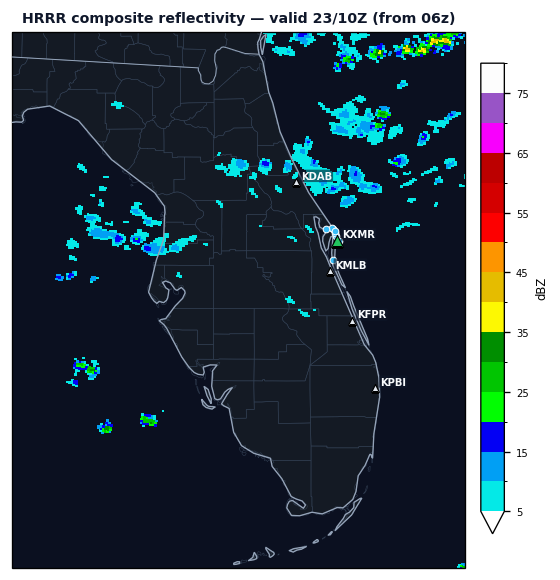 HRRR composite reflectivity — valid 23/10Z (from 06z)
KDAB
KXMR
KMLB
KFPR
KPBI
75
65
55
45
35
25
15
5
dBZ